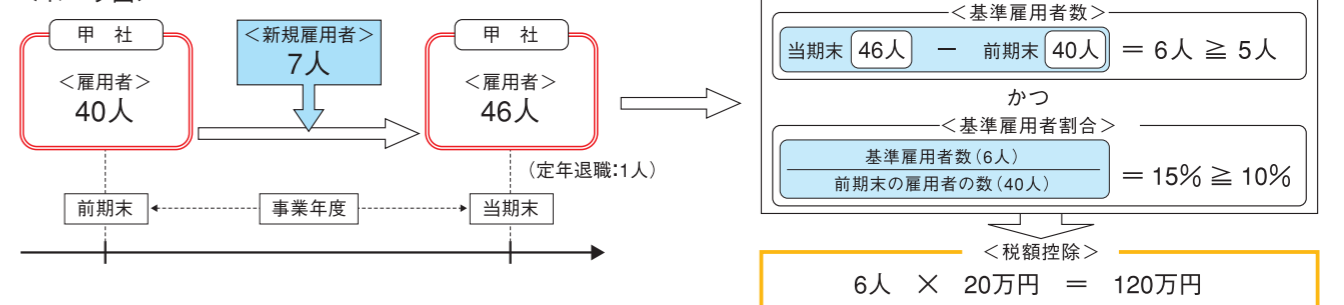 甲 社
<雇用者>
40人
<新規雇用者>
7人
甲 社
<雇用者>
46人
(定年退職:1人)
前期末
事業年度
当期末
<基準雇用者数>
当期末 46人 － 前期末 40人 ＝ 6人 ≧ 5人
かつ
<基準雇用者割合>
基準雇用者数(6人)
前期末の雇用者の数(40人)
＝ 15% ≧ 10%
<税額控除>
6人 × 20万円 ＝ 120万円